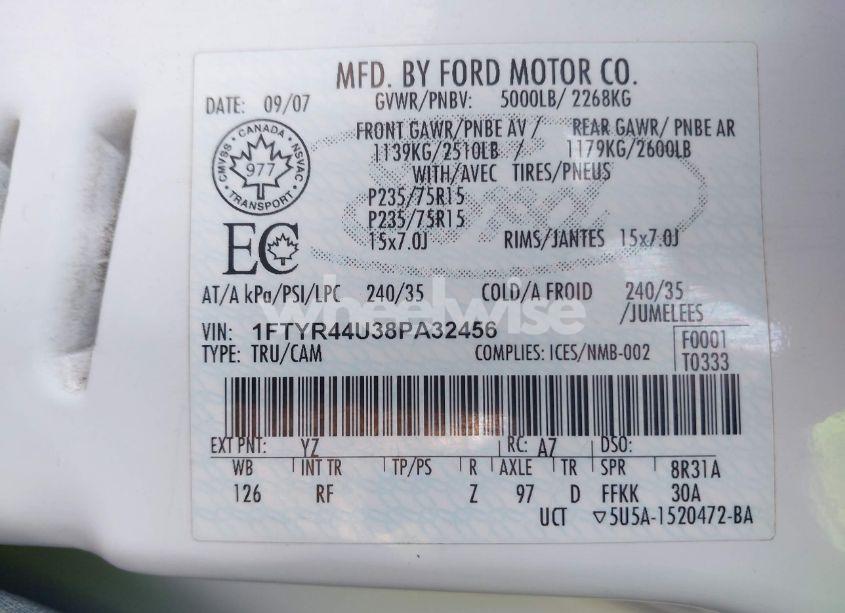 MFD. BY FORD MOTOR CO.
DATE: 09/07 GVWR/PNBV: 5000LB/ 2268KG
FRONT GAWR/PNBE AV / REAR GAWR/ PNBE AR
1139KG/2510LB / 1179KG/2600LB
WITH/AVEC TIRES/PNEUS
P235/75R15
P235/75R15
15x7.0J RIMS/JANTES 15x7.0J
CANADA
CMVSS NSVAC
977
TRANSPORT
EC
AT/A kPa/PSI/LPC 240/35 COLD/A FROID 240/35
/JUMELEES
wheelwise
VIN: 1FTYR44U38PA32456
F0001
TYPE: TRU/CAM COMPLIES: ICES/NMB-002
T0333
EXT PNT: YZ RC: A7 DSO:
WB INT TR TP/PS R AXLE TR SPR 8R31A
126 RF Z 97 D FFKK 30A
UCT ▽5U5A-1520472-BA